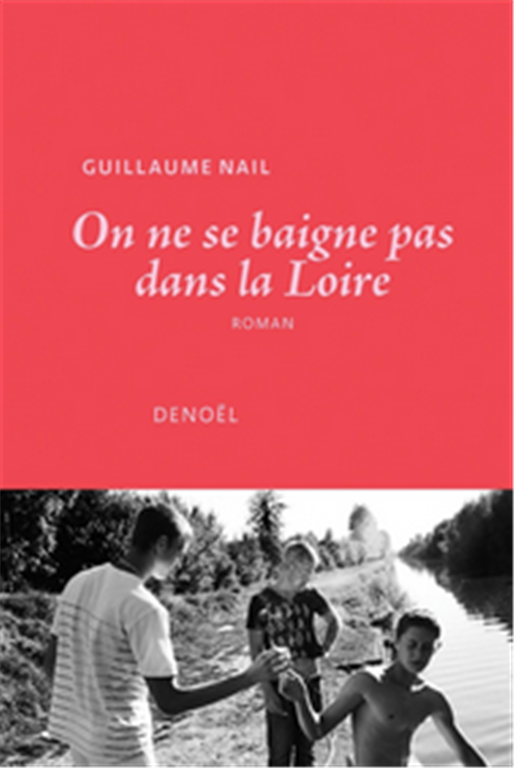 GUILLAUME NAIL
On ne se baigne pas
dans la Loire
ROMAN
DENOËL